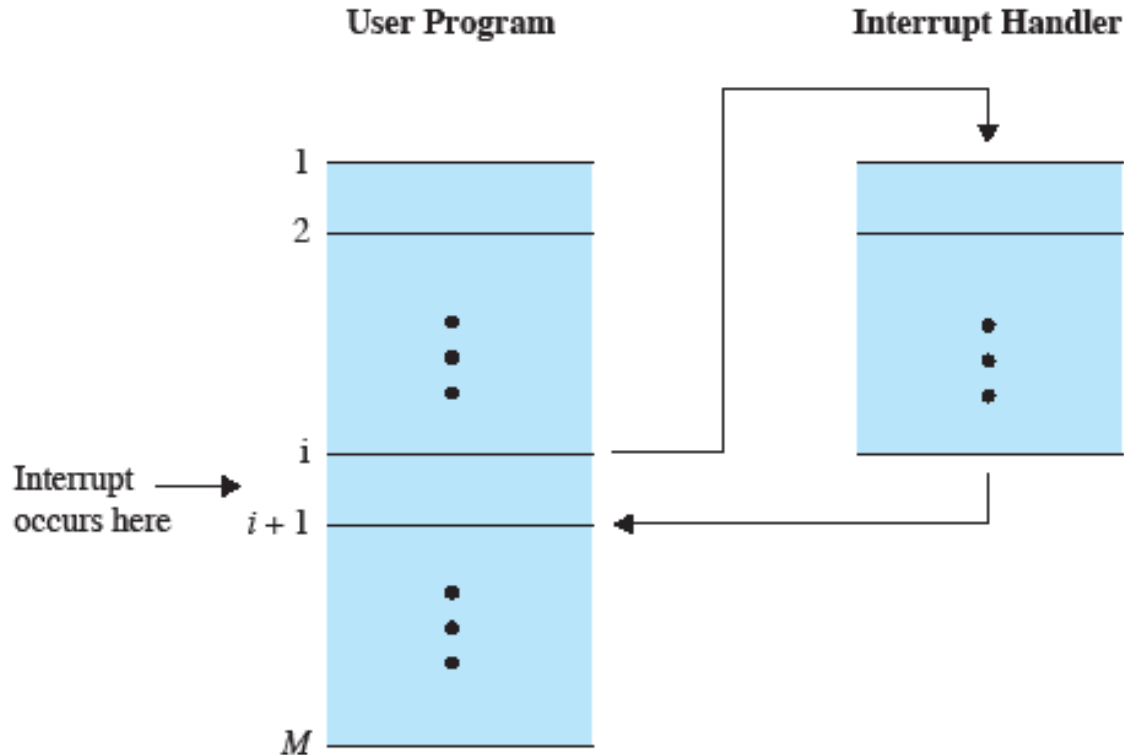 User Program
Interrupt Handler
1
2
i
Interrupt
occurs here
i + 1
M